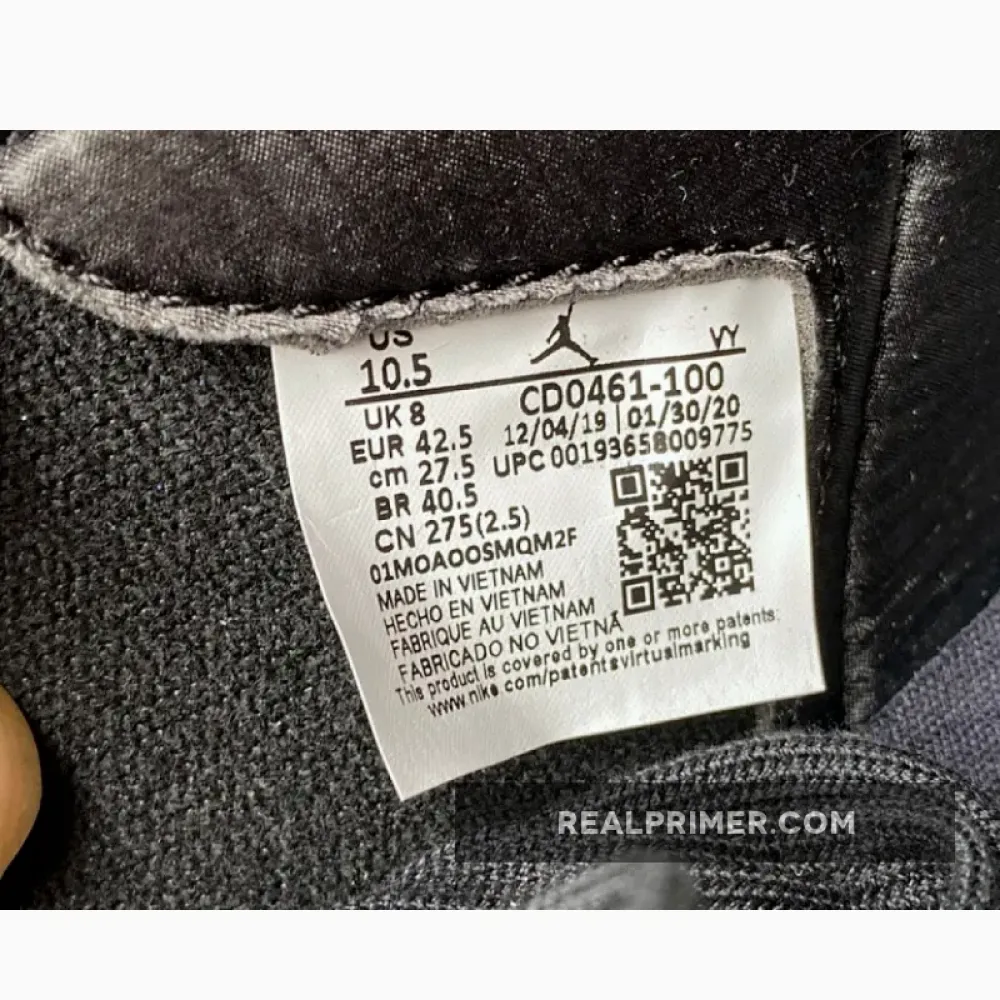 US VY
10.5
UK 8 CD0461-100
EUR 42.5 12/04/19 | 01/30/20
cm 27.5 UPC 00193658009775
BR 40.5
CN 275(2.5)
01MOAOOSMQM2F
MADE IN VIETNAM
HECHO EN VIETNAM
FABRIQUE AU VIETNAM
FABRICADO NO VIETNÃ
This product is covered by one or more patents:
www.nike com/patentsvirtualmarking
REALPRIMER.COM